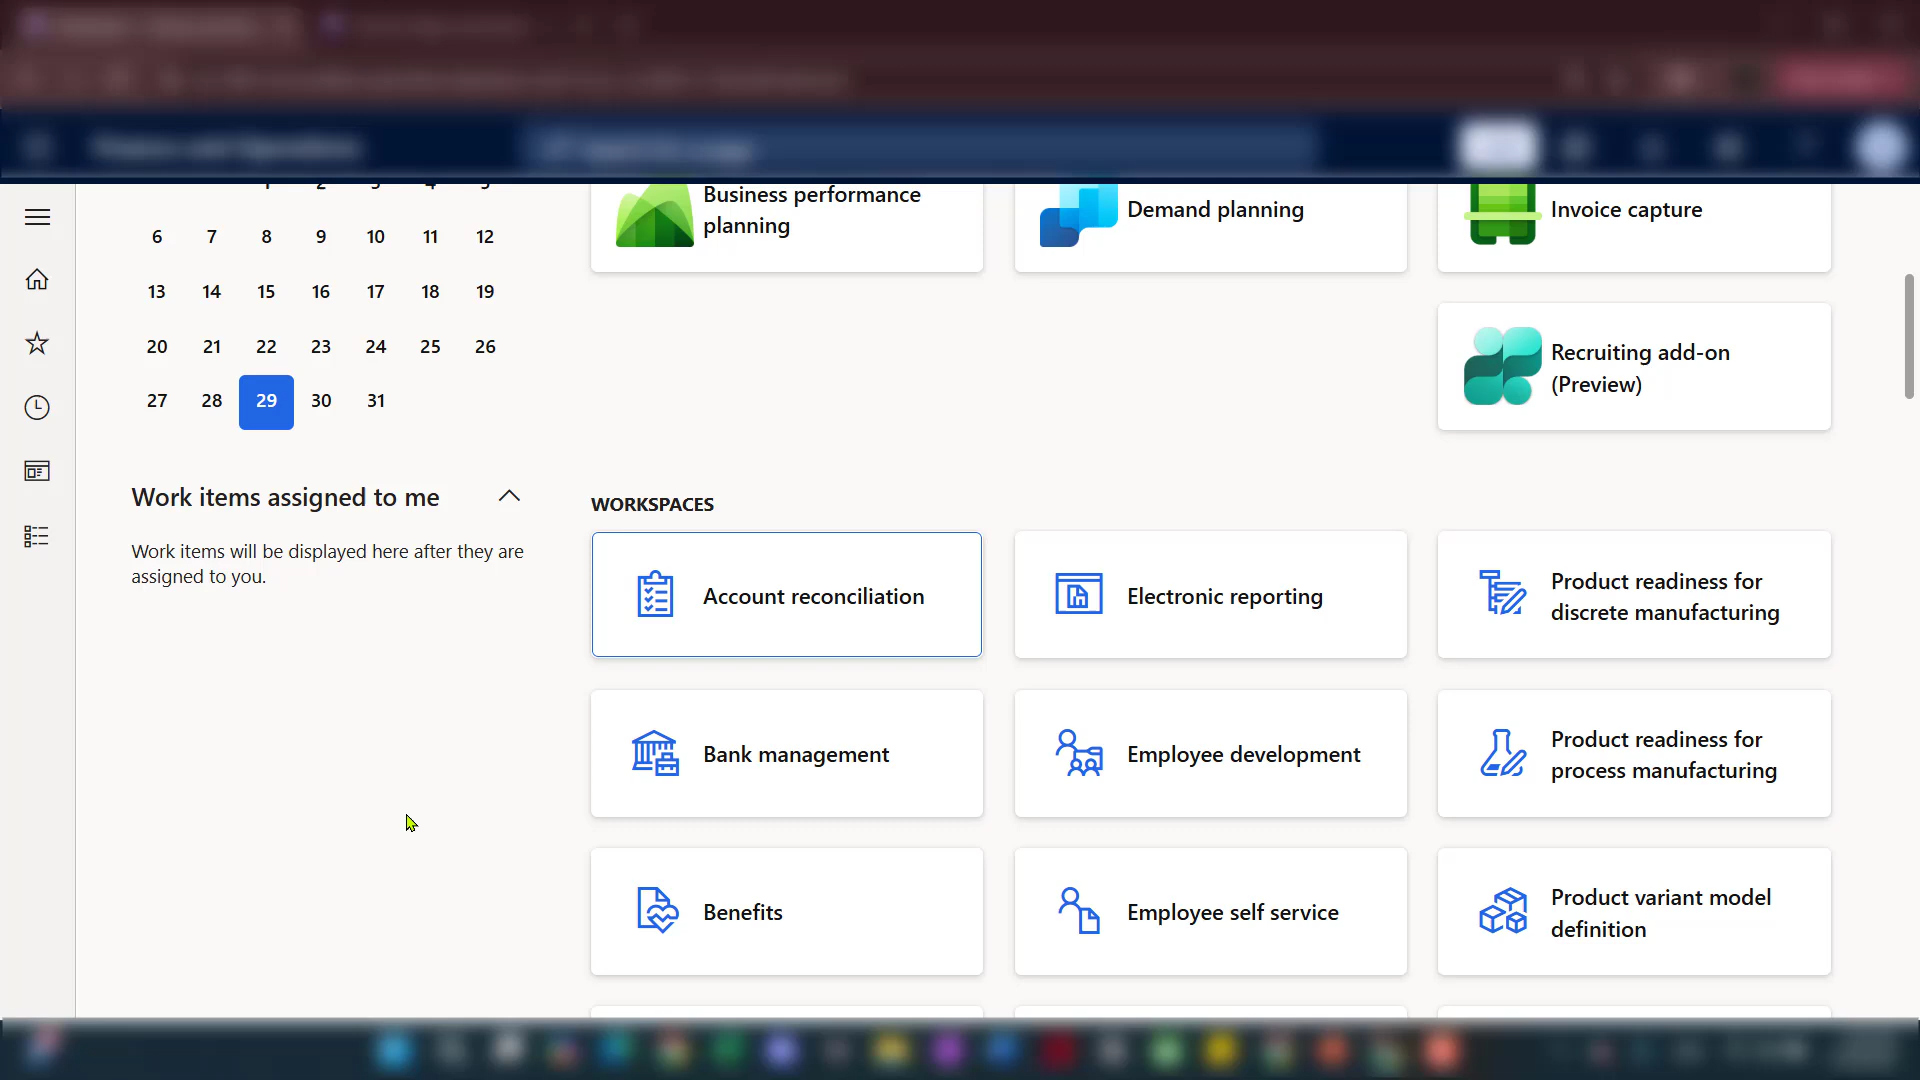 6 7 8 9 10 11 12
13 14 15 16 17 18 19
20 21 22 23 24 25 26
27 28 29 30 31
Work items assigned to me
Work items will be displayed here after they are
assigned to you.
Business performance
planning
Demand planning
Invoice capture
Recruiting add-on
(Preview)
WORKSPACES
Account reconciliation
Electronic reporting
Product readiness for
discrete manufacturing
Bank management
Employee development
Product readiness for
process manufacturing
Benefits
Employee self service
Product variant model
definition